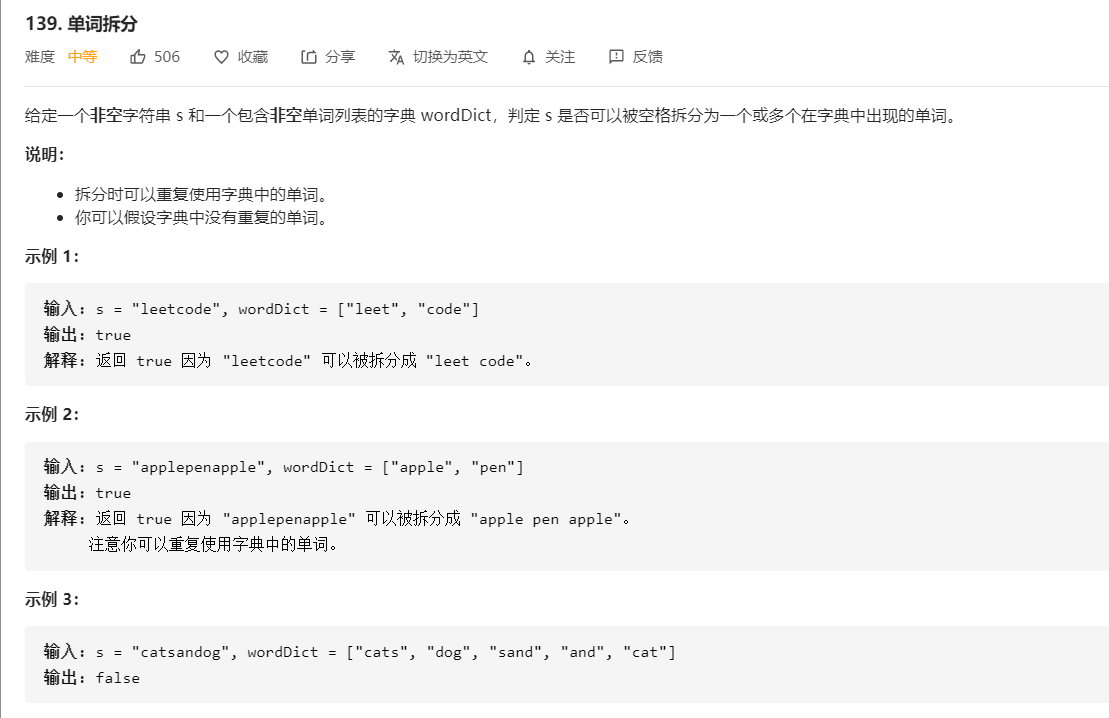 139. 单词拆分
难度 中等 506 收藏 分享 切换为英文 关注 反馈
给定一个非空字符串 s 和一个包含非空单词列表的字典 wordDict，判定 s 是否可以被空格拆分为一个或多个在字典中出现的单词。
说明：
• 拆分时可以重复使用字典中的单词。
• 你可以假设字典中没有重复的单词。
示例 1：
输入: s = "leetcode", wordDict = ["leet", "code"]
输出: true
解释: 返回 true 因为 "leetcode" 可以被拆分成 "leet code"。
示例 2：
输入: s = "applepenapple", wordDict = ["apple", "pen"]
输出: true
解释: 返回 true 因为 "applepenapple" 可以被拆分成 "apple pen apple"。
注意你可以重复使用字典中的单词。
示例 3：
输入: s = "catsandog", wordDict = ["cats", "dog", "sand", "and", "cat"]
输出: false